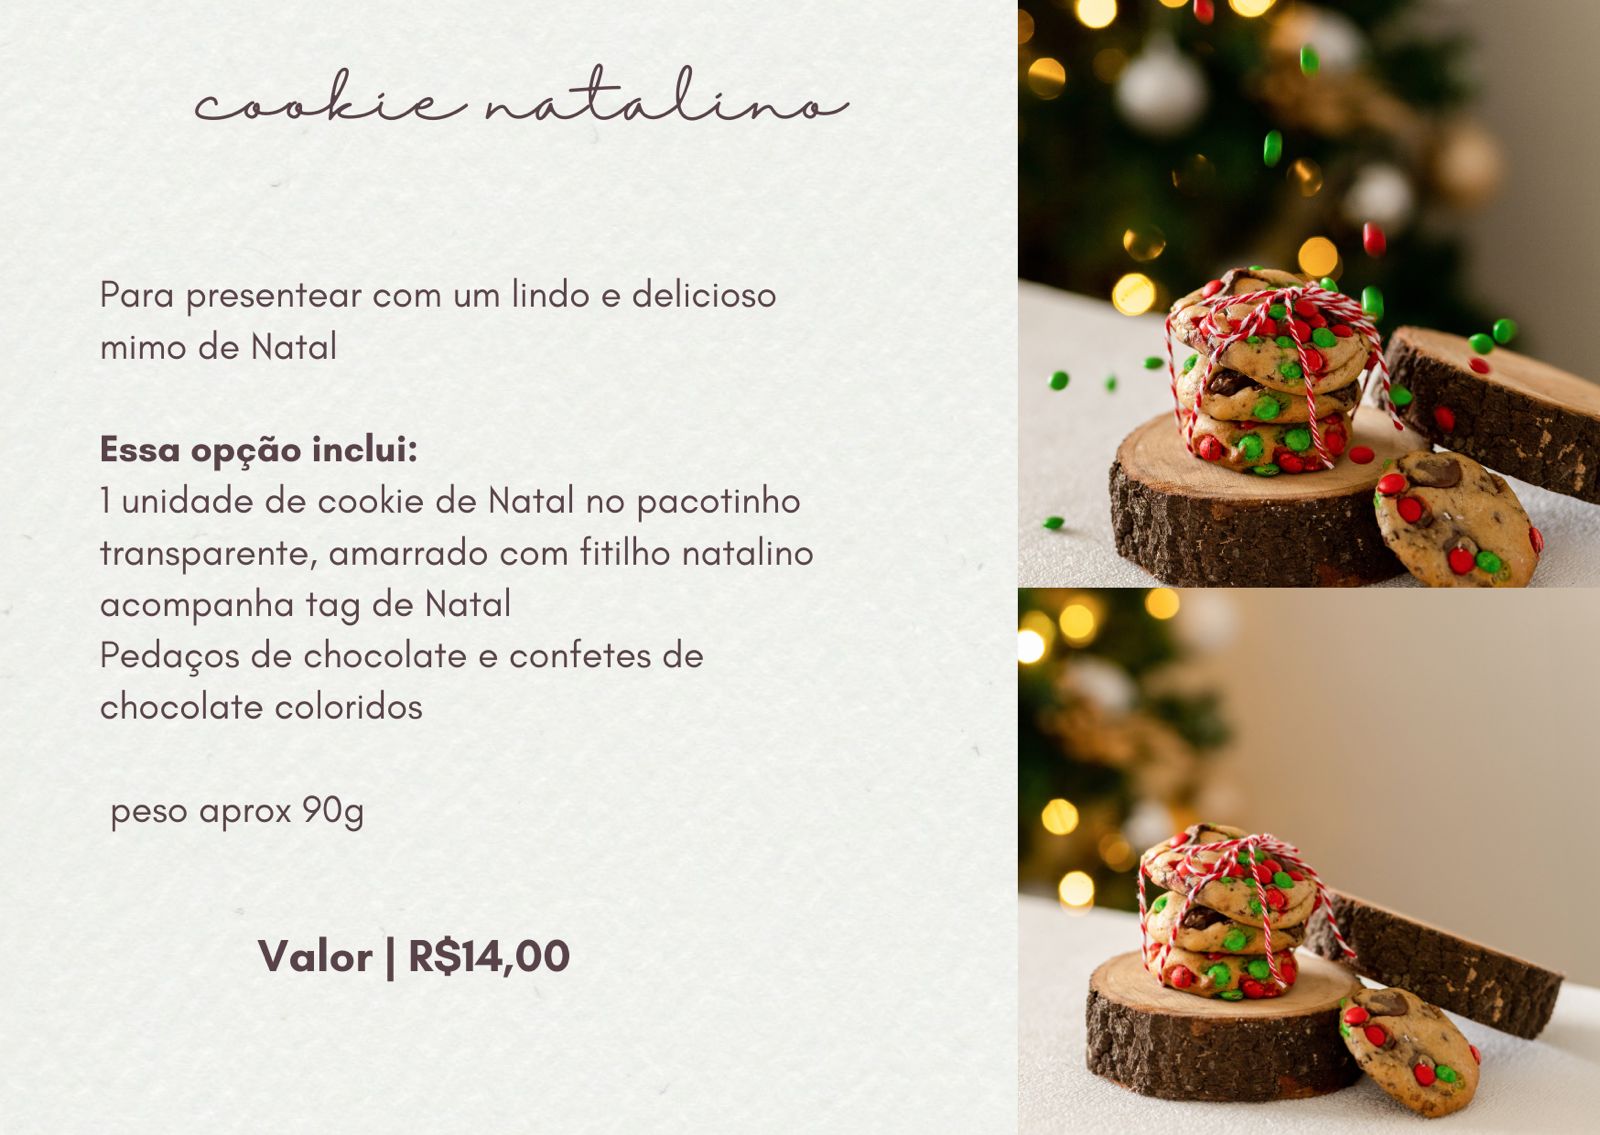 cookie natalino
Para presentear com um lindo e delicioso
mimo de Natal
Essa opção inclui:
1 unidade de cookie de Natal no pacotinho
transparente, amarrado com fitilho natalino
acompanha tag de Natal
Pedaços de chocolate e confetes de
chocolate coloridos
peso aprox 90g
Valor | R$14,00